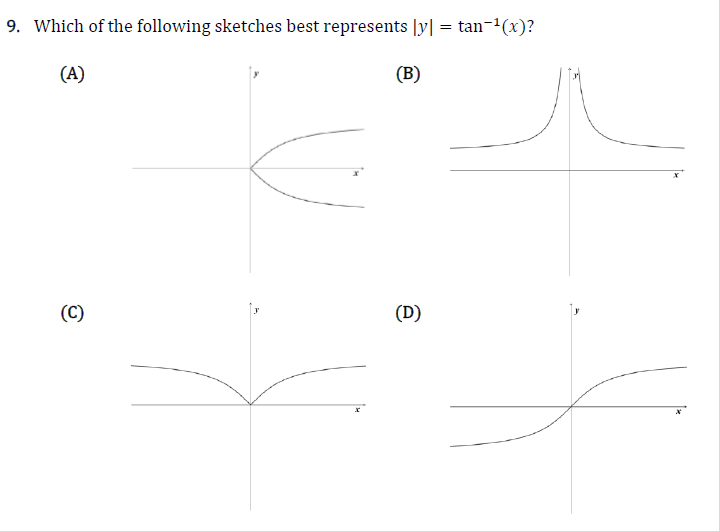 9. Which of the following sketches best represents |y| = tan⁻¹(x)?
(A)
y
x
(B)
y
x
(C)
y
x
(D)
y
x